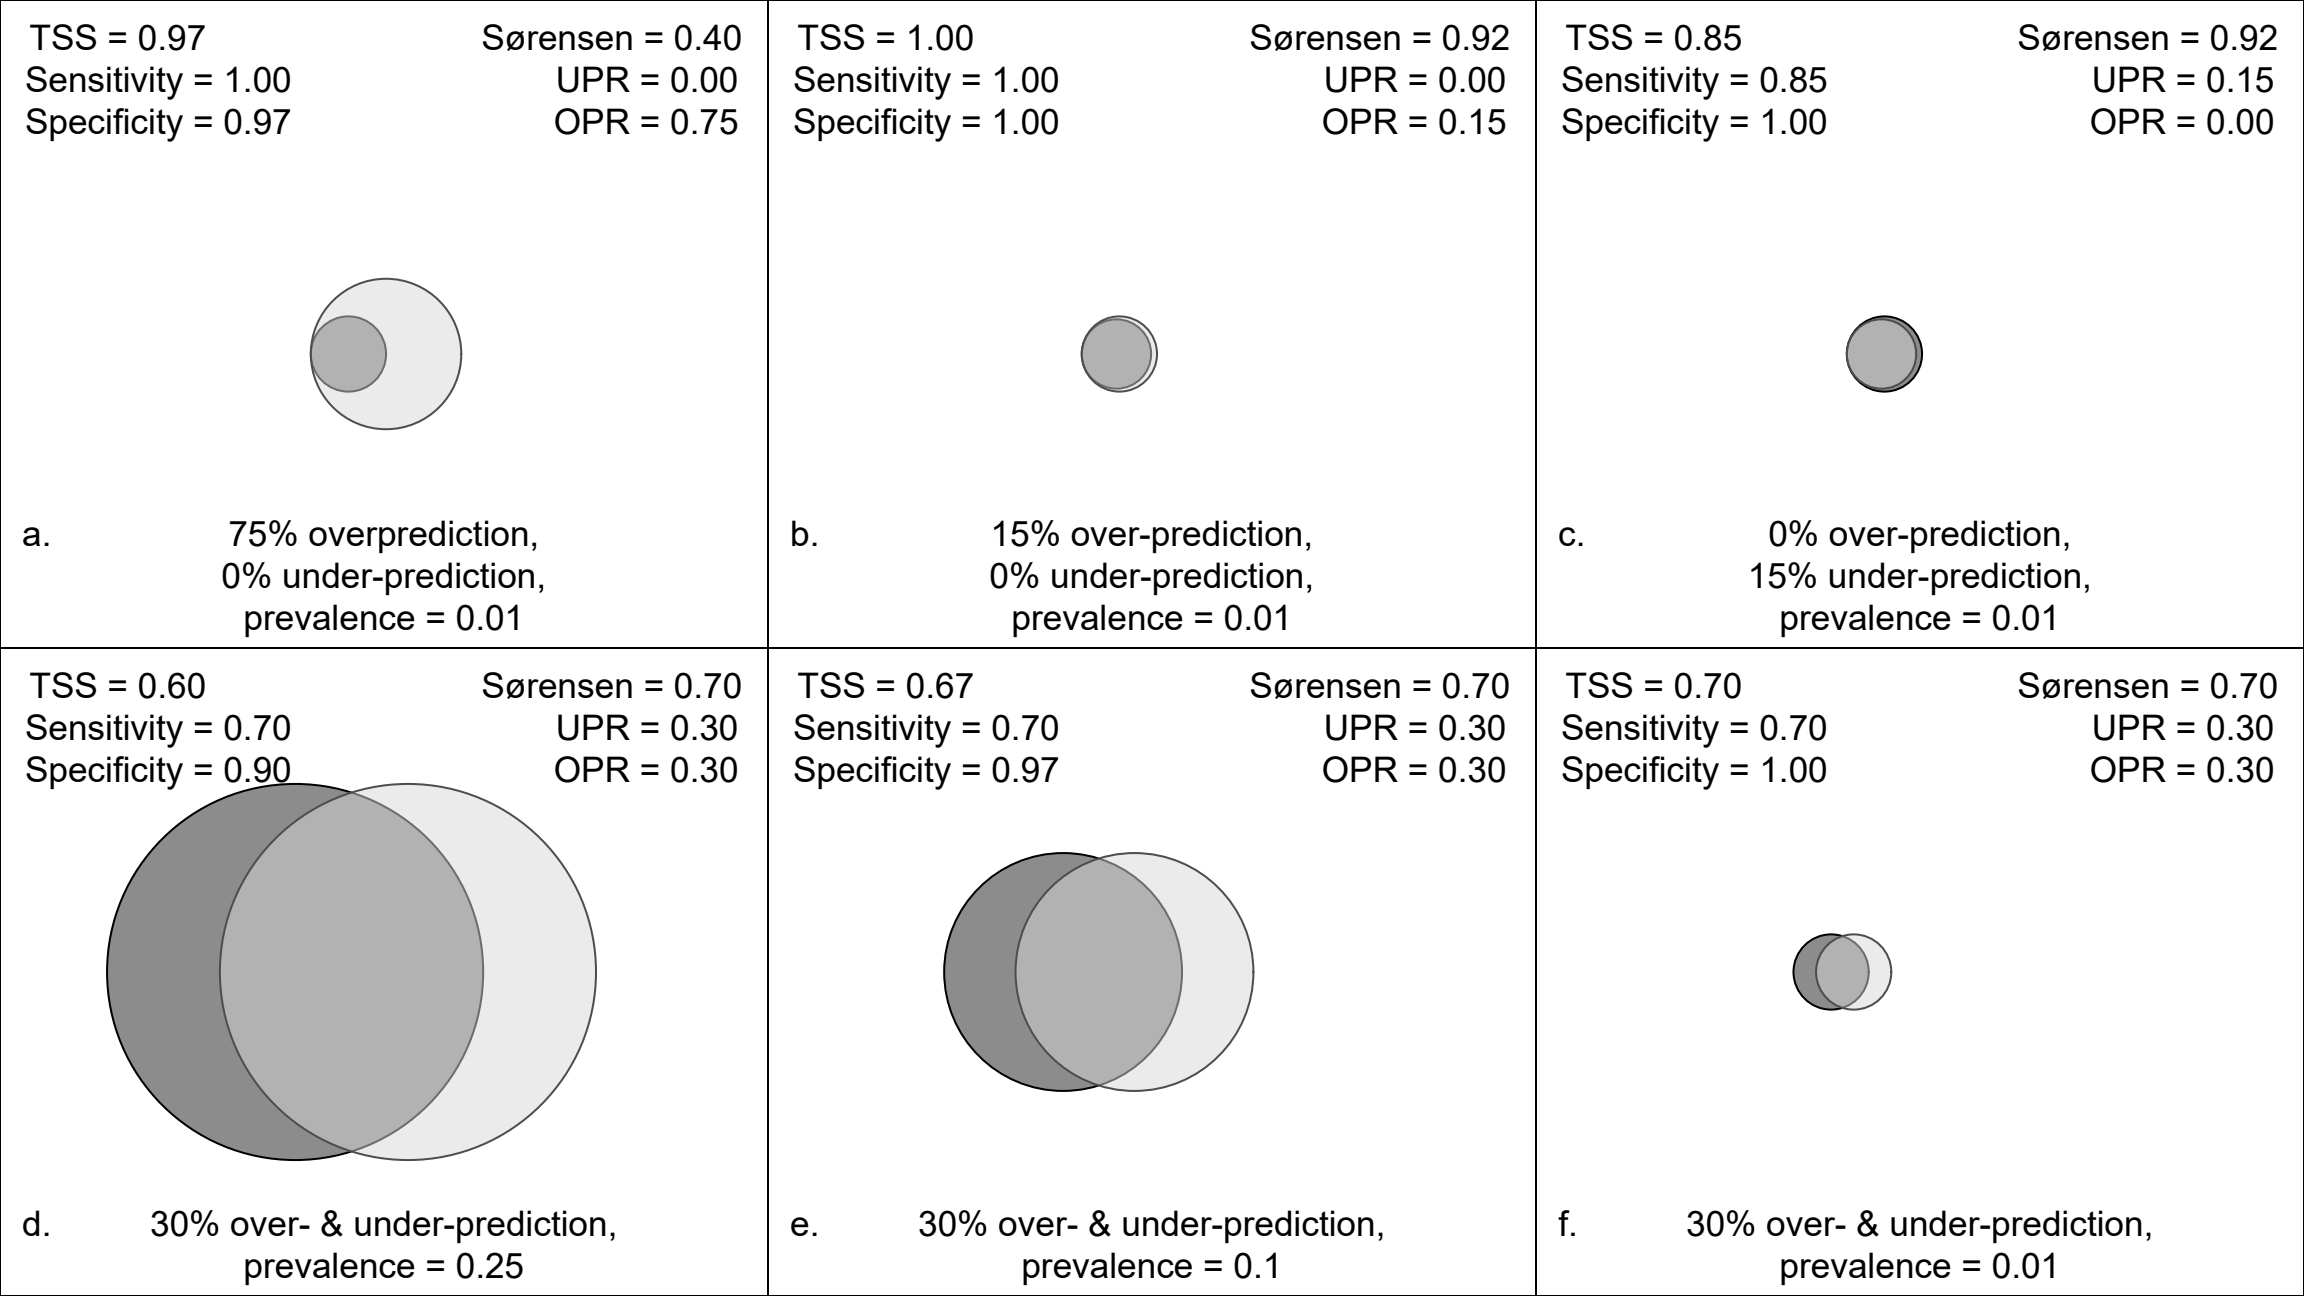 TSS = 0.97
Sensitivity = 1.00
Specificity = 0.97
Sørensen = 0.40
UPR = 0.00
OPR = 0.75
a.
75% overprediction,
0% under-prediction,
prevalence = 0.01
TSS = 1.00
Sensitivity = 1.00
Specificity = 1.00
Sørensen = 0.92
UPR = 0.00
OPR = 0.15
b.
15% over-prediction,
0% under-prediction,
prevalence = 0.01
TSS = 0.85
Sensitivity = 0.85
Specificity = 1.00
Sørensen = 0.92
UPR = 0.15
OPR = 0.00
c.
0% over-prediction,
15% under-prediction,
prevalence = 0.01
TSS = 0.60
Sensitivity = 0.70
Specificity = 0.90
Sørensen = 0.70
UPR = 0.30
OPR = 0.30
d.
30% over- & under-prediction,
prevalence = 0.25
TSS = 0.67
Sensitivity = 0.70
Specificity = 0.97
Sørensen = 0.70
UPR = 0.30
OPR = 0.30
e.
30% over- & under-prediction,
prevalence = 0.1
TSS = 0.70
Sensitivity = 0.70
Specificity = 1.00
Sørensen = 0.70
UPR = 0.30
OPR = 0.30
f.
30% over- & under-prediction,
prevalence = 0.01